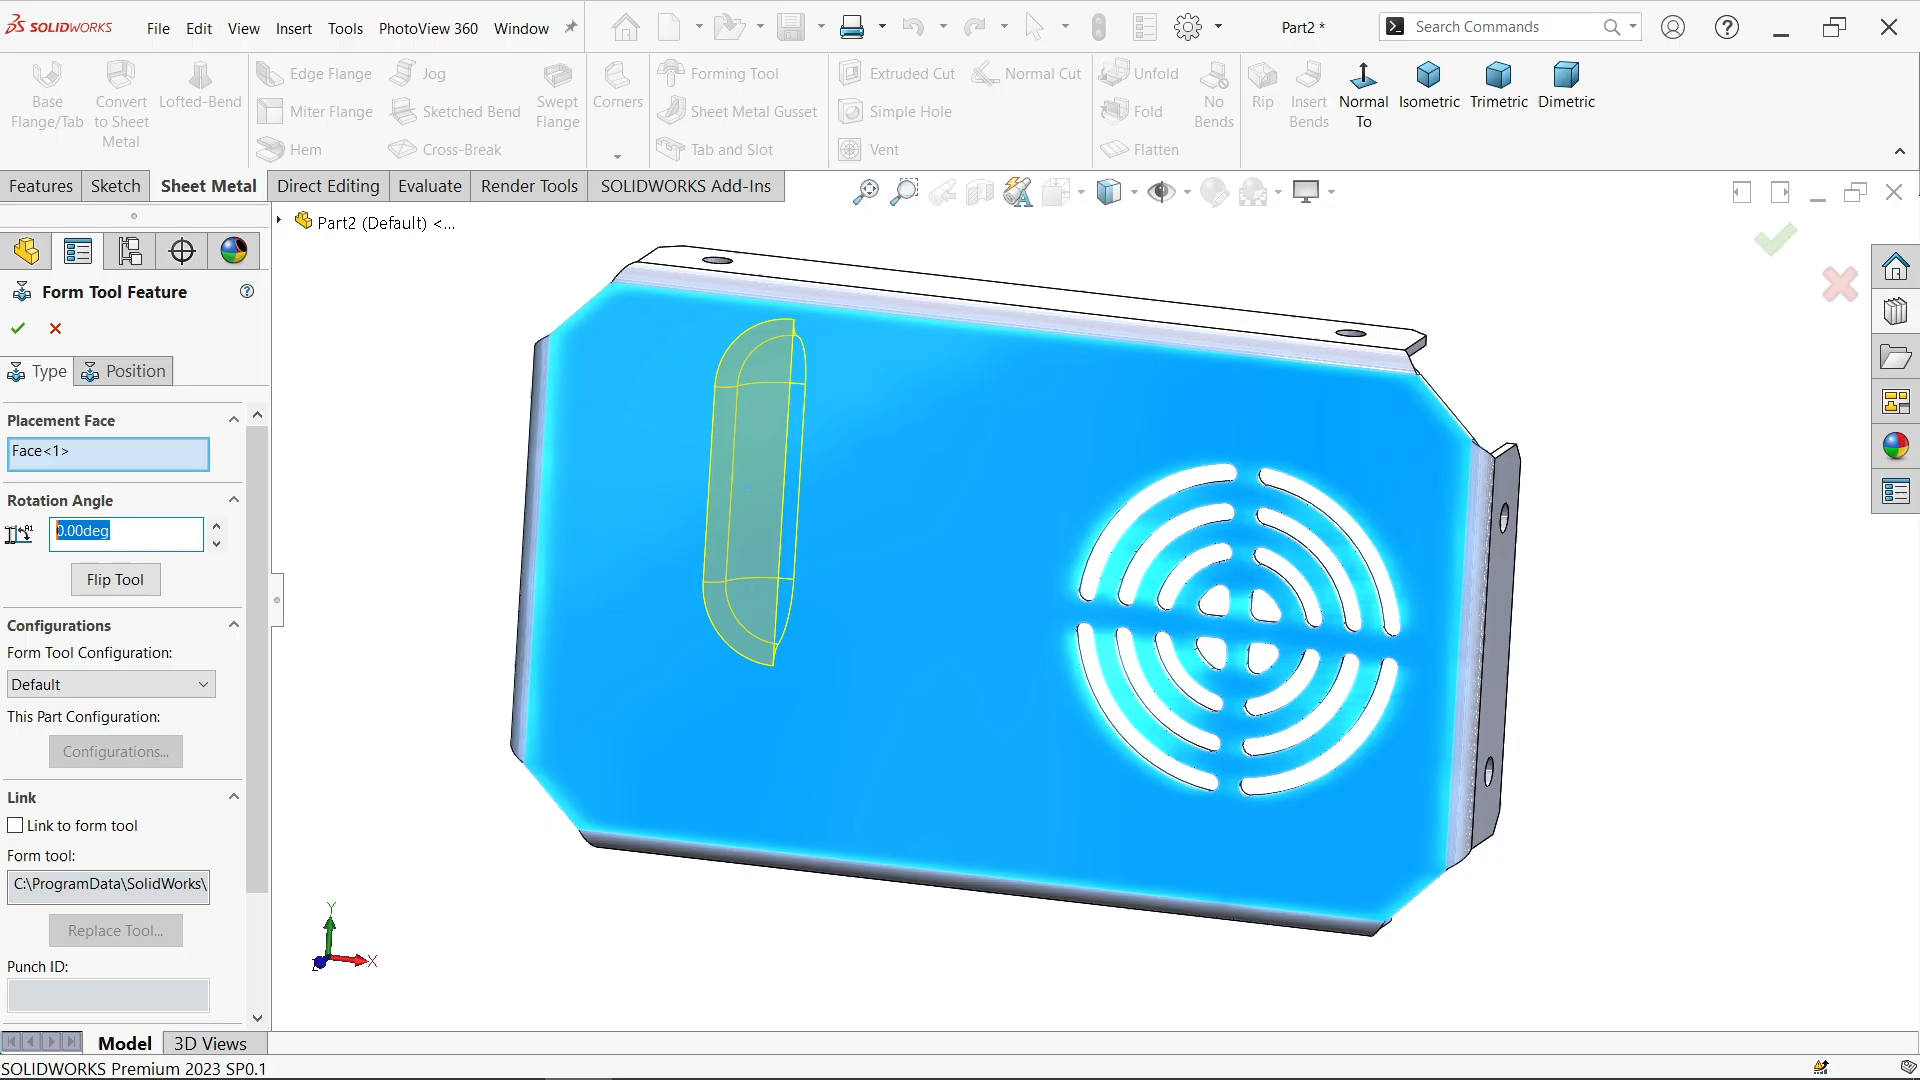 SOLIDWORKS File Edit View Insert Tools PhotoView 360 Window Part2 * Search Commands
Base Flange/Tab
Convert to Sheet Metal
Lofted-Bend
Edge Flange
Miter Flange
Hem
Jog
Sketched Bend
Cross-Break
Swept Flange
Corners
Forming Tool
Sheet Metal Gusset
Tab and Slot
Extruded Cut
Simple Hole
Vent
Normal Cut
Unfold
Fold
Flatten
No Bends
Rip
Insert Bends
Normal To
Isometric
Trimetric
Dimetric
Features Sketch Sheet Metal Direct Editing Evaluate Render Tools SOLIDWORKS Add-Ins
Part2 (Default) <...
Form Tool Feature
Type Position
Placement Face
Face<1>
Rotation Angle
0.00deg
Flip Tool
Configurations
Form Tool Configuration:
Default
This Part Configuration:
Configurations...
Link
Link to form tool
Form tool:
C:\ProgramData\SolidWorks\
Replace Tool...
Punch ID:
Y
X
Z
Model 3D Views
SOLIDWORKS Premium 2023 SP0.1